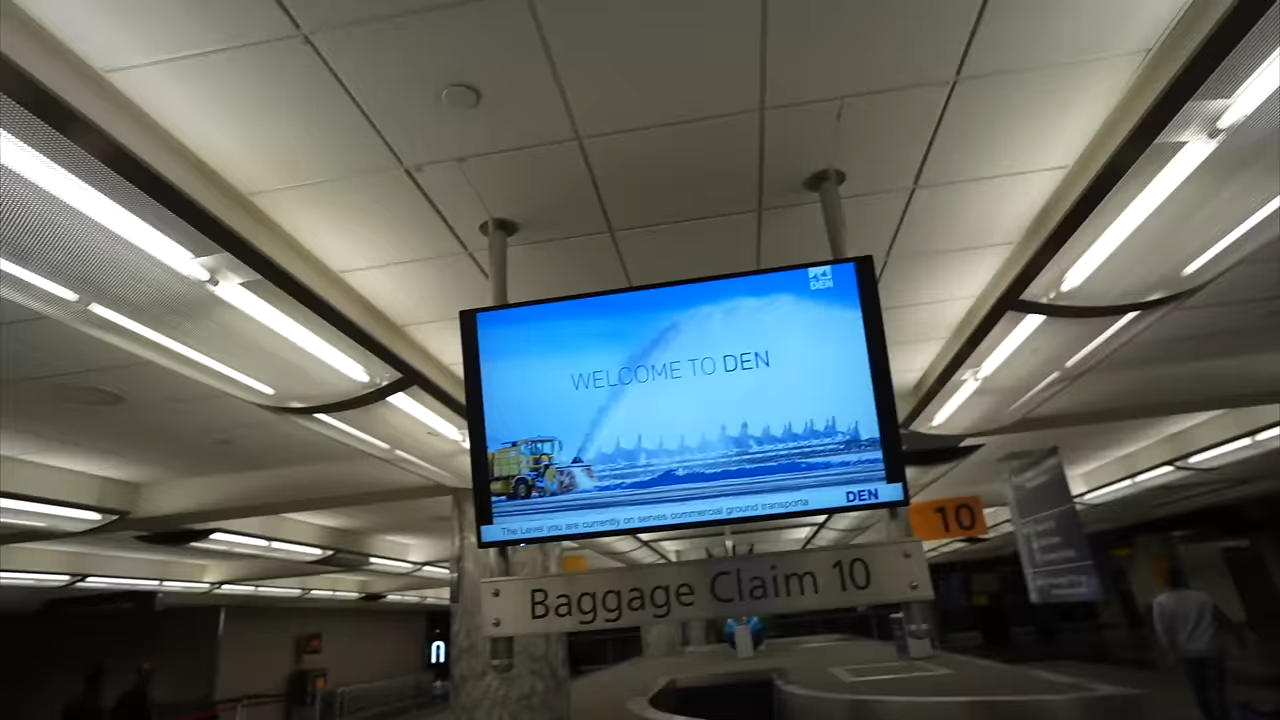 DEN
WELCOME TO DEN
DEN
The Level you are currently on serves commercial ground transporta
10
Baggage Claim 10